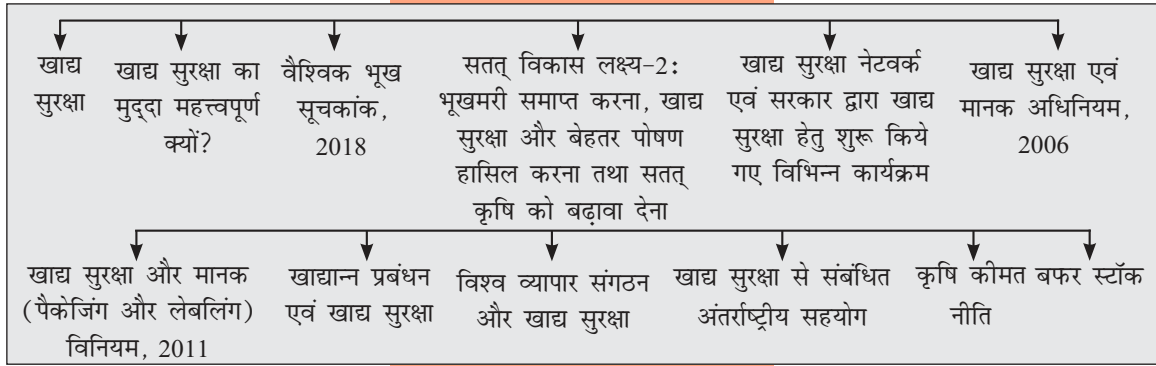 खाद्य
सुरक्षा
खाद्य सुरक्षा का
मुद्दा महत्त्वपूर्ण
क्यों?
वैश्विक भूख
सूचकांक,
2018
सतत् विकास लक्ष्य-2:
भूखमरी समाप्त करना, खाद्य
सुरक्षा और बेहतर पोषण
हासिल करना तथा सतत्
कृषि को बढ़ावा देना
खाद्य सुरक्षा नेटवर्क
एवं सरकार द्वारा खाद्य
सुरक्षा हेतु शुरू किये
गए विभिन्न कार्यक्रम
खाद्य सुरक्षा एवं
मानक अधिनियम,
2006
खाद्य सुरक्षा और मानक
(पैकेजिंग और लेबलिंग)
विनियम, 2011
खाद्यान्न प्रबंधन
एवं खाद्य सुरक्षा
विश्व व्यापार संगठन
और खाद्य सुरक्षा
खाद्य सुरक्षा से संबंधित
अंतर्राष्ट्रीय सहयोग
कृषि कीमत
नीति
बफर स्टॉक